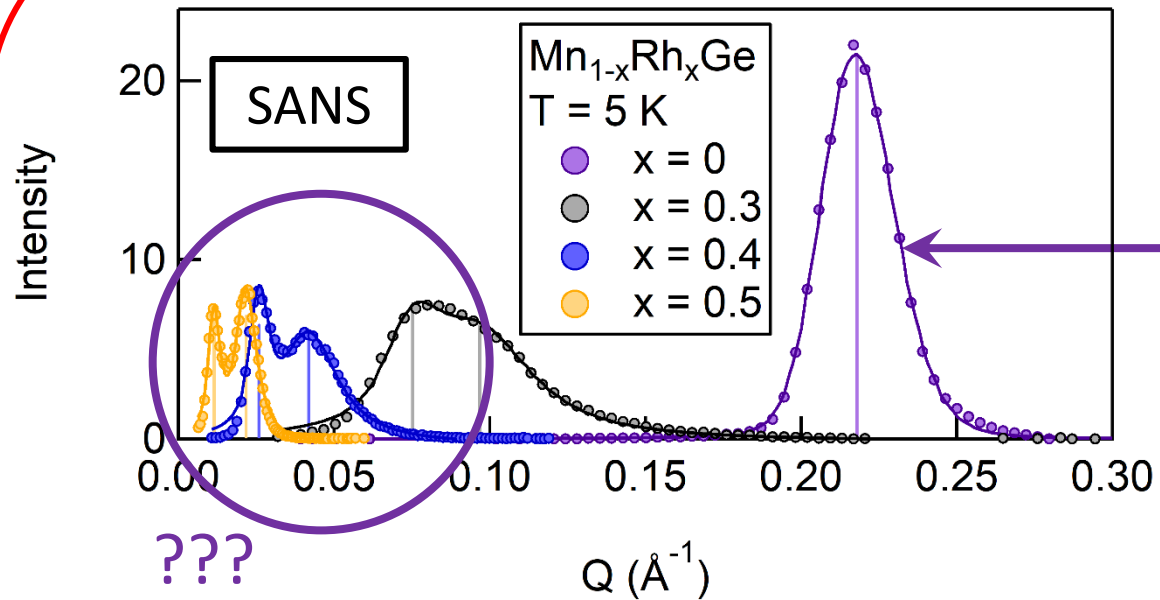 20
10
0
Intensity
SANS
Mn1-xRhxGe
T = 5 K
x = 0
x = 0.3
x = 0.4
x = 0.5
0.00 0.05 0.10 0.15 0.20 0.25 0.30
???
Q (Å-1)